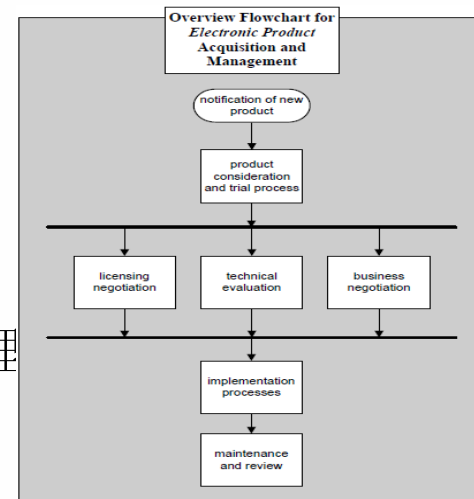 Overview Flowchart for
Electronic Product
Acquisition and
Management
notification of new
product
product
consideration
and trial process
licensing
negotiation
technical
evaluation
business
negotiation
implementation
processes
maintenance
and review